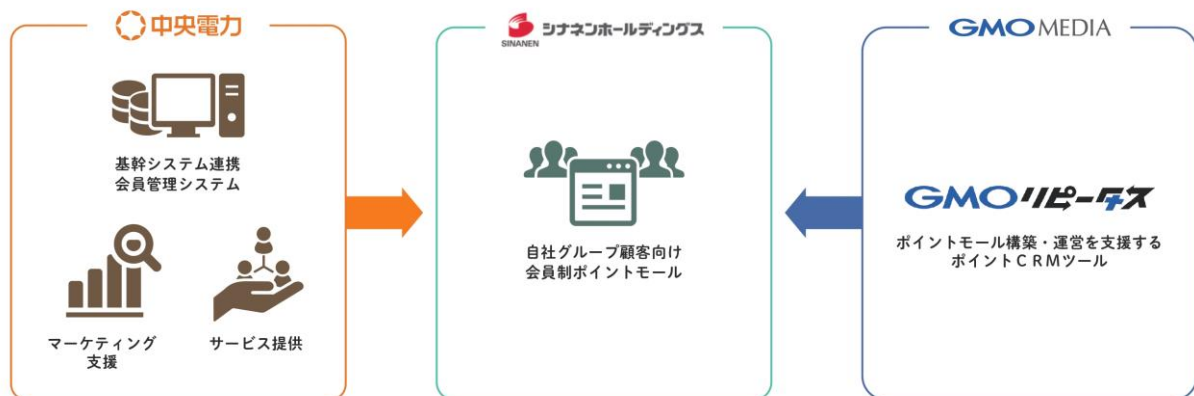 中央電力
基幹システム連携
会員管理システム
マーケティング
支援
サービス提供
シナネンホールディングス
SINANEN
自社グループ顧客向け
会員制ポイントモール
GMO MEDIA
GMOリピータス
ポイントモール構築・運営を支援する
ポイントCRMツール